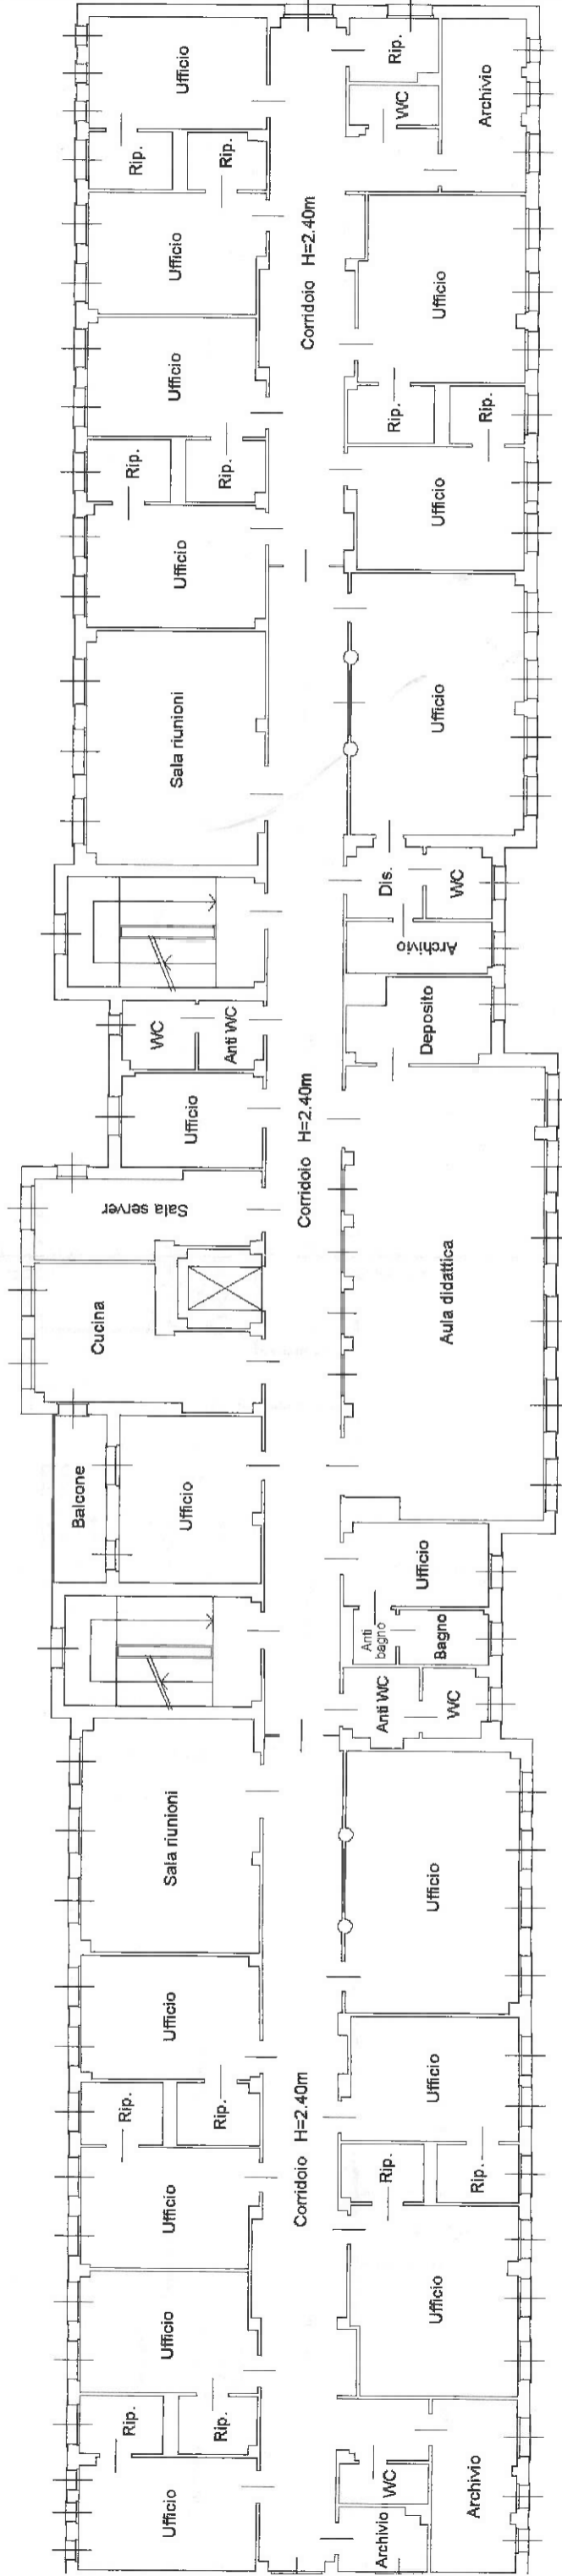 Ufficio
Rip.
Rip.
WC
Archivio
Rip.
Rip.
Ufficio
Corridoio H=2.40m
Ufficio
Ufficio
Rip.
Rip.
Rip.
Rip.
Ufficio
Ufficio
Sala riunioni
Ufficio
Dis.
WC
Archivio
WC
Anti WC
Deposito
Ufficio
Corridoio H=2.40m
Sala server
Cucina
Aula didattica
Balcone
Ufficio
Ufficio
Anti
bagno
Bagno
Anti WC
WC
Sala riunioni
Ufficio
Ufficio
Ufficio
Rip.
Rip.
Corridoio H=2.40m
Rip.
Rip.
Ufficio
Ufficio
Ufficio
Rip.
Rip.
WC
Ufficio
Archivio
Archivio